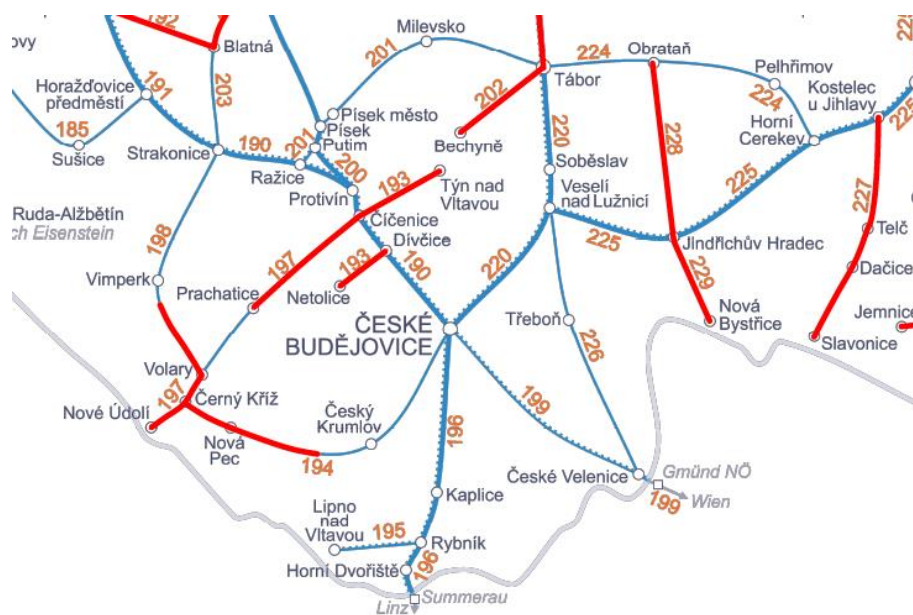 192
Blatná
ovy
Horažďovice
předměstí
191
203
185
Sušice
Strakonice
190
201
Milevsko
Písek město
Písek
Putim
201
Ražice
200
Protivín
202
Bechyně
Tábor
224
Obrataň
Pelhřimov
224
Kostelec
u Jihlavy
225
22
Horní
Cerekev
220
228
Soběslav
Veselí
nad Lužnicí
225
225
227
Telč
Dačice
Jemnice
Slavonice
Jindřichův Hradec
229
Nová
Bystřice
193
Týn nad
Vltavou
Číčenice
Dívčice
190
193
Netolice
197
Prachatice
Ruda-Alžbětín
ch Eisenstein
198
Vimperk
220
ČESKÉ
BUDĚJOVICE
Třeboň
226
Volary
197
Černý Kříž
Nové Údolí
Nová
Pec
194
Český
Krumlov
196
199
České Velenice
Gmünd NÖ
199
Wien
Kaplice
Lipno
nad
Vltavou
195
Rybník
Horní Dvořiště
196
Summerau
Linz